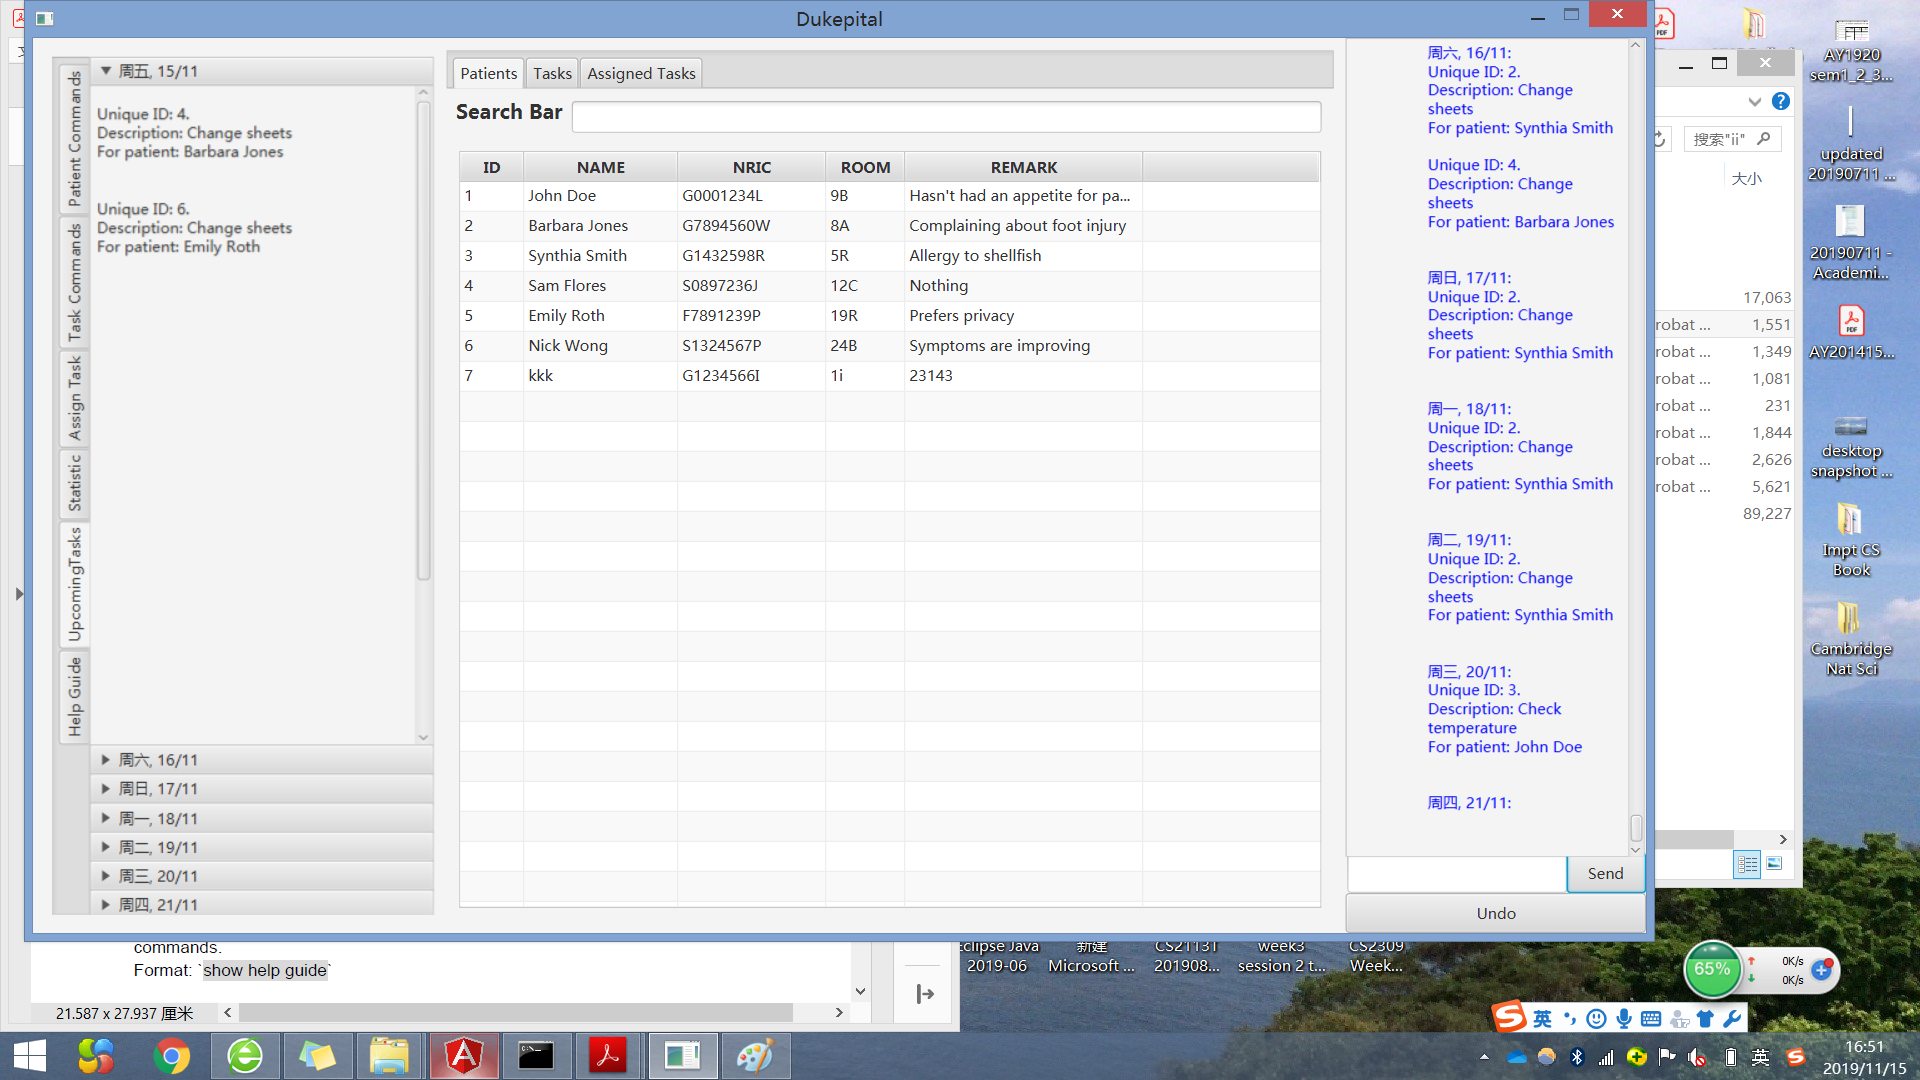 Dukepital
Patient Commands
Task Commands
Assign Task
Statistic
UpcomingTasks
Help Guide
周五, 15/11
Unique ID: 4.
Description: Change sheets
For patient: Barbara Jones
Unique ID: 6.
Description: Change sheets
For patient: Emily Roth
周六, 16/11
周日, 17/11
周一, 18/11
周二, 19/11
周三, 20/11
周四, 21/11
Patients Tasks Assigned Tasks
Search Bar
ID NAME NRIC ROOM REMARK
1 John Doe G0001234L 9B Hasn't had an appetite for pa...
2 Barbara Jones G7894560W 8A Complaining about foot injury
3 Synthia Smith G1432598R 5R Allergy to shellfish
4 Sam Flores S0897236J 12C Nothing
5 Emily Roth F7891239P 19R Prefers privacy
6 Nick Wong S1324567P 24B Symptoms are improving
7 kkk G1234566I 1i 23143
周六, 16/11:
Unique ID: 2.
Description: Change
sheets
For patient: Synthia Smith
Unique ID: 4.
Description: Change
sheets
For patient: Barbara Jones
周日, 17/11:
Unique ID: 2.
Description: Change
sheets
For patient: Synthia Smith
周一, 18/11:
Unique ID: 2.
Description: Change
sheets
For patient: Synthia Smith
周二, 19/11:
Unique ID: 2.
Description: Change
sheets
For patient: Synthia Smith
周三, 20/11:
Unique ID: 3.
Description: Check
temperature
For patient: John Doe
周四, 21/11:
Send
Undo
搜索"ii"
大小
17,063
robat ... 1,551
robat ... 1,349
robat ... 1,081
robat ... 231
robat ... 1,844
robat ... 2,626
robat ... 5,621
89,227
AY1920
sem1_2_3...
updated
20190711 ...
20190711 -
Academi...
AY201415...
desktop
snapshot ...
Impt CS
Book
Cambridge
Nat Sci
commands.
Format: `show help guide`
21.587 x 27.937 厘米
Eclipse Java
2019-06
新建
Microsoft ...
CS21131
201908...
week3
session 2 t...
CS2309
Week...
65%
0K/s
0K/s
英
英
16:51
2019/11/15